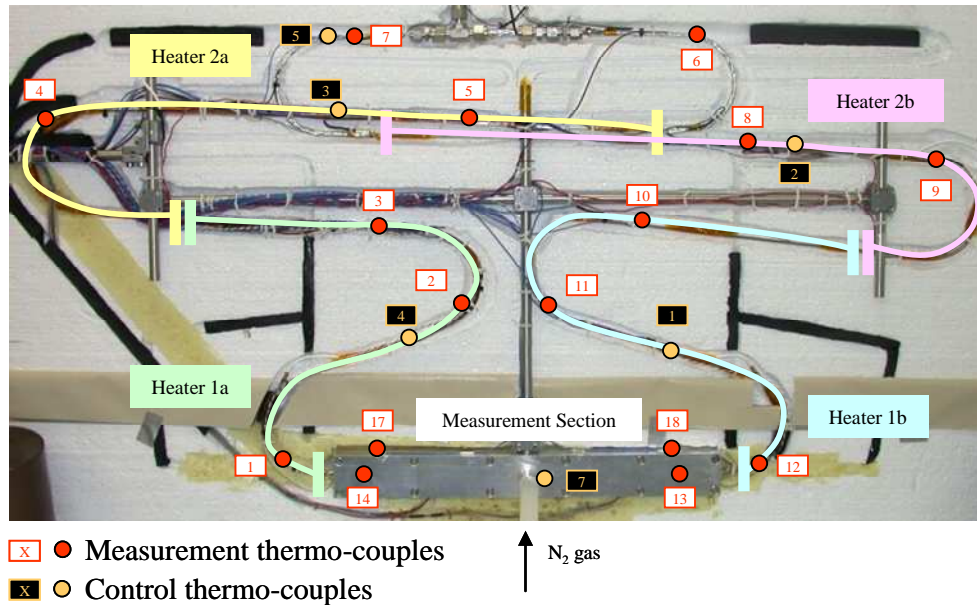 5
7
Heater 2a
6
4
3
5
Heater 2b
8
2
9
3
10
2
11
4
1
Heater 1a
17
Measurement Section
18
Heater 1b
1
12
14
7
13
X Measurement thermo-couples
N₂ gas
X Control thermo-couples